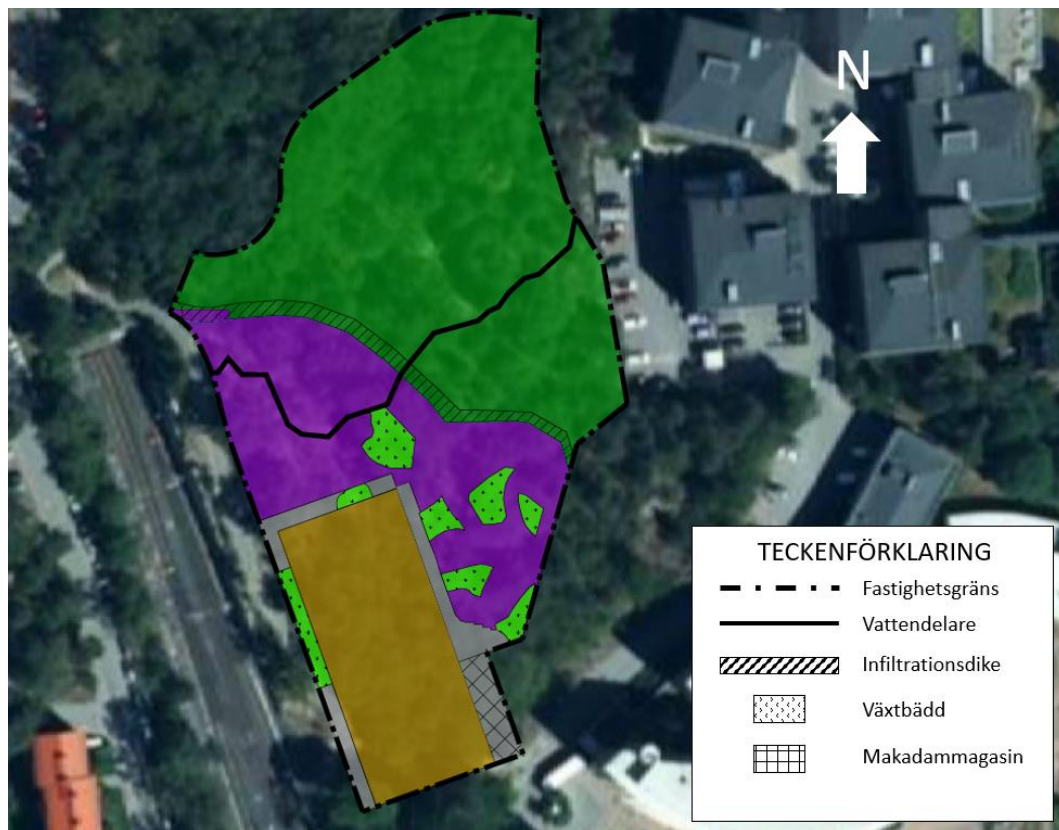 N
TECKENFÖRKLARING
Fastighetsgräns
Vattendelare
Infiltrationsdike
Växtbädd
Makadammagasin